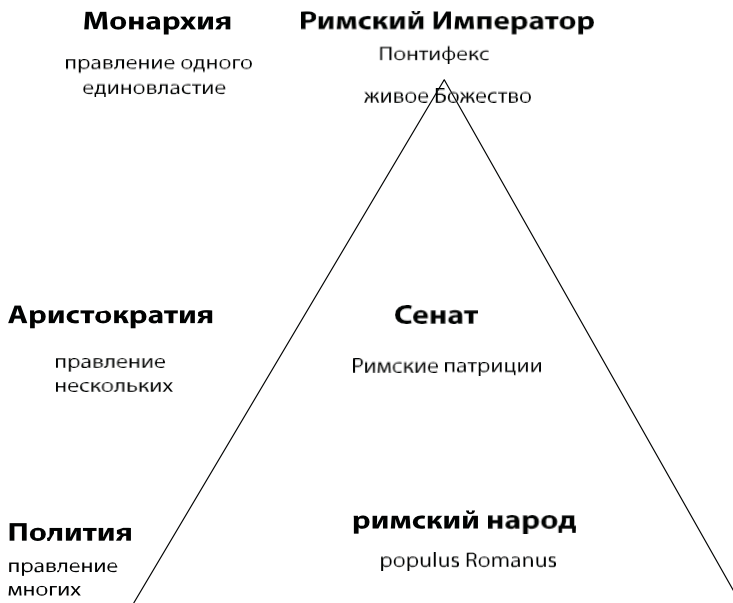 Монархия
правление одного
единовластие
Римский Император
Понтифекс
живое Божество
Аристократия
правление
нескольких
Сенат
Римские патриции
Полития
правление
многих
римский народ
populus Romanus